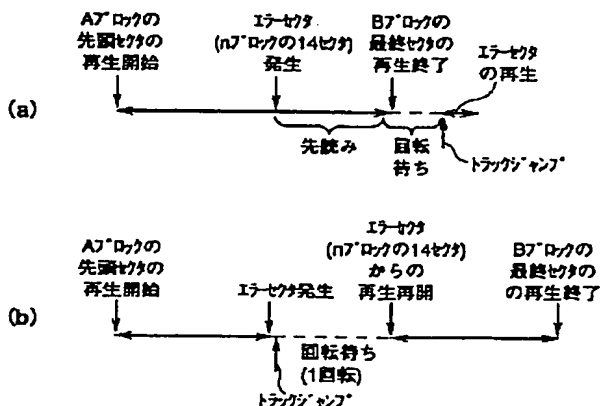 Aブロックの
先頭セクタの
再生開始
エラーセクタ
(nブロックの14セクタ)
発生
Bブロックの
最終セクタの
再生終了
エラーセクタ
の再生
(a)
先読み
回転
待ち
トラックジャンプ
Aブロックの
先頭セクタの
再生開始
エラーセクタ発生
エラーセクタ
(nブロックの14セクタ)
からの
再生再開
Bブロックの
最終セクタの
の再生終了
(b)
回転待ち
(1回転)
トラックジャンプ